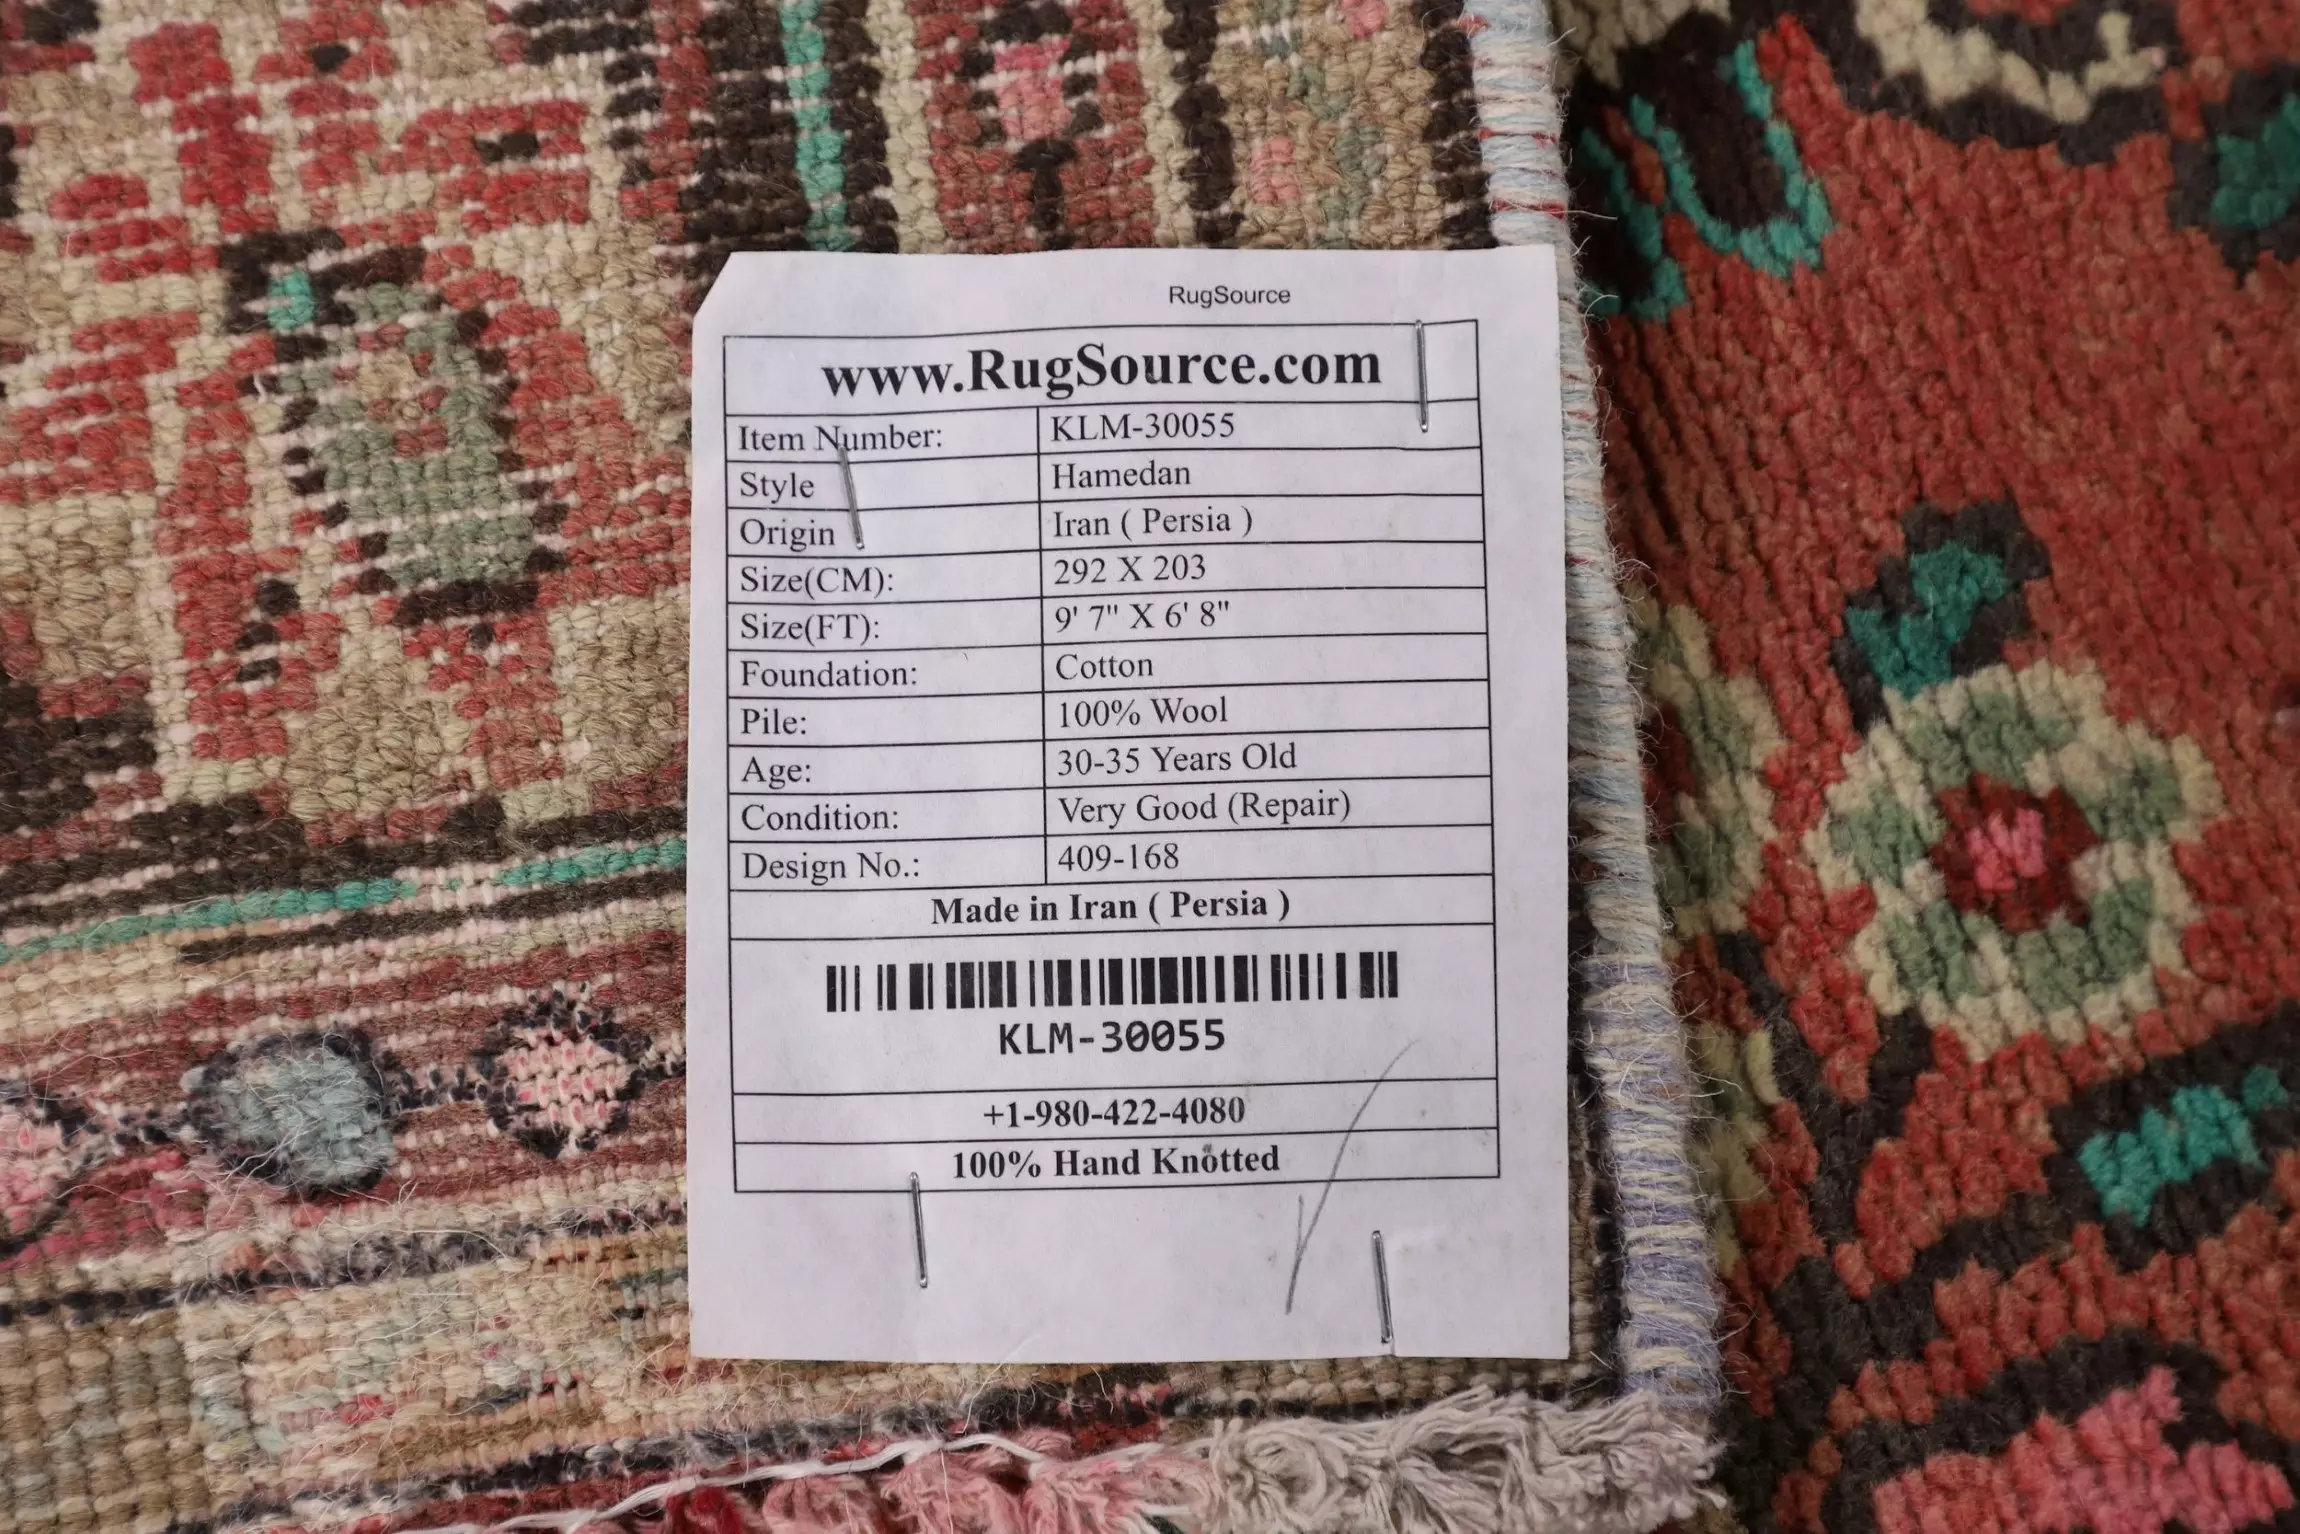 RugSource
www.RugSource.com
Item Number: KLM-30055
Style Hamedan
Origin Iran ( Persia )
Size(CM): 292 X 203
Size(FT): 9' 7" X 6' 8"
Foundation: Cotton
Pile: 100% Wool
Age: 30-35 Years Old
Condition: Very Good (Repair)
Design No.: 409-168
Made in Iran ( Persia )
KLM-30055
+1-980-422-4080
100% Hand Knotted